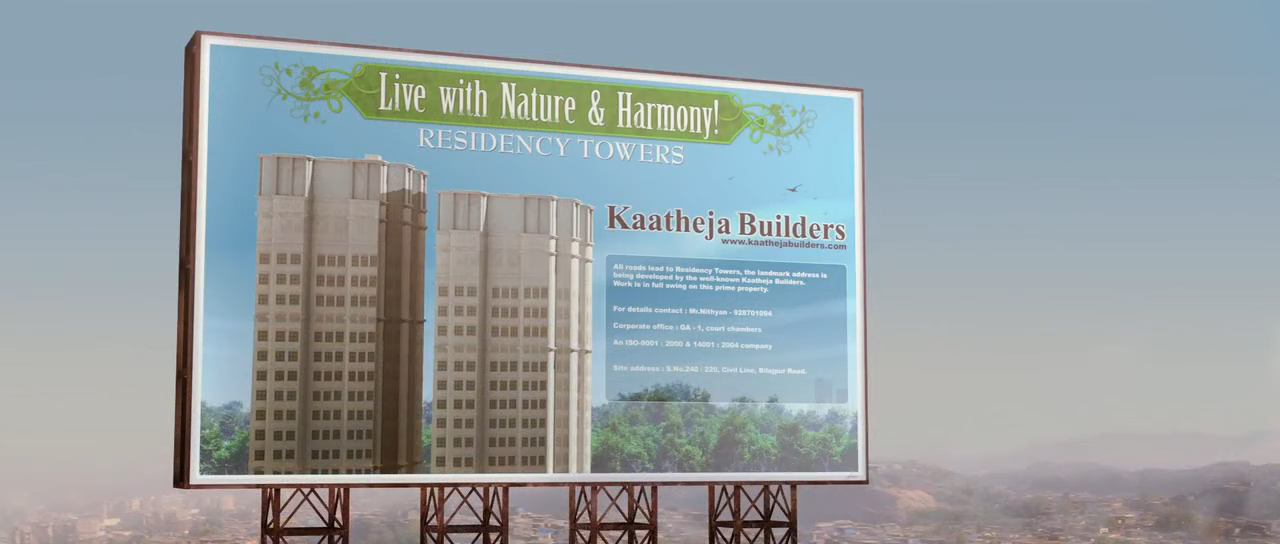 Live with Nature & Harmony!
RESIDENCY TOWERS
Kaatheja Builders
www.kaathejabuilders.com
All roads lead to Residency Towers, the landmark address is
being developed by the well-known Kaatheja Builders.
Work is in full swing on this prime property.
For details contact : Mr.Nithyan - 928701094
Corporate office : GA - 1, court chambers
An ISO-9001 : 2000 & 14001 : 2004 company
Site address : S.No.240 : 220, Civil Line, Bilajpur Road.